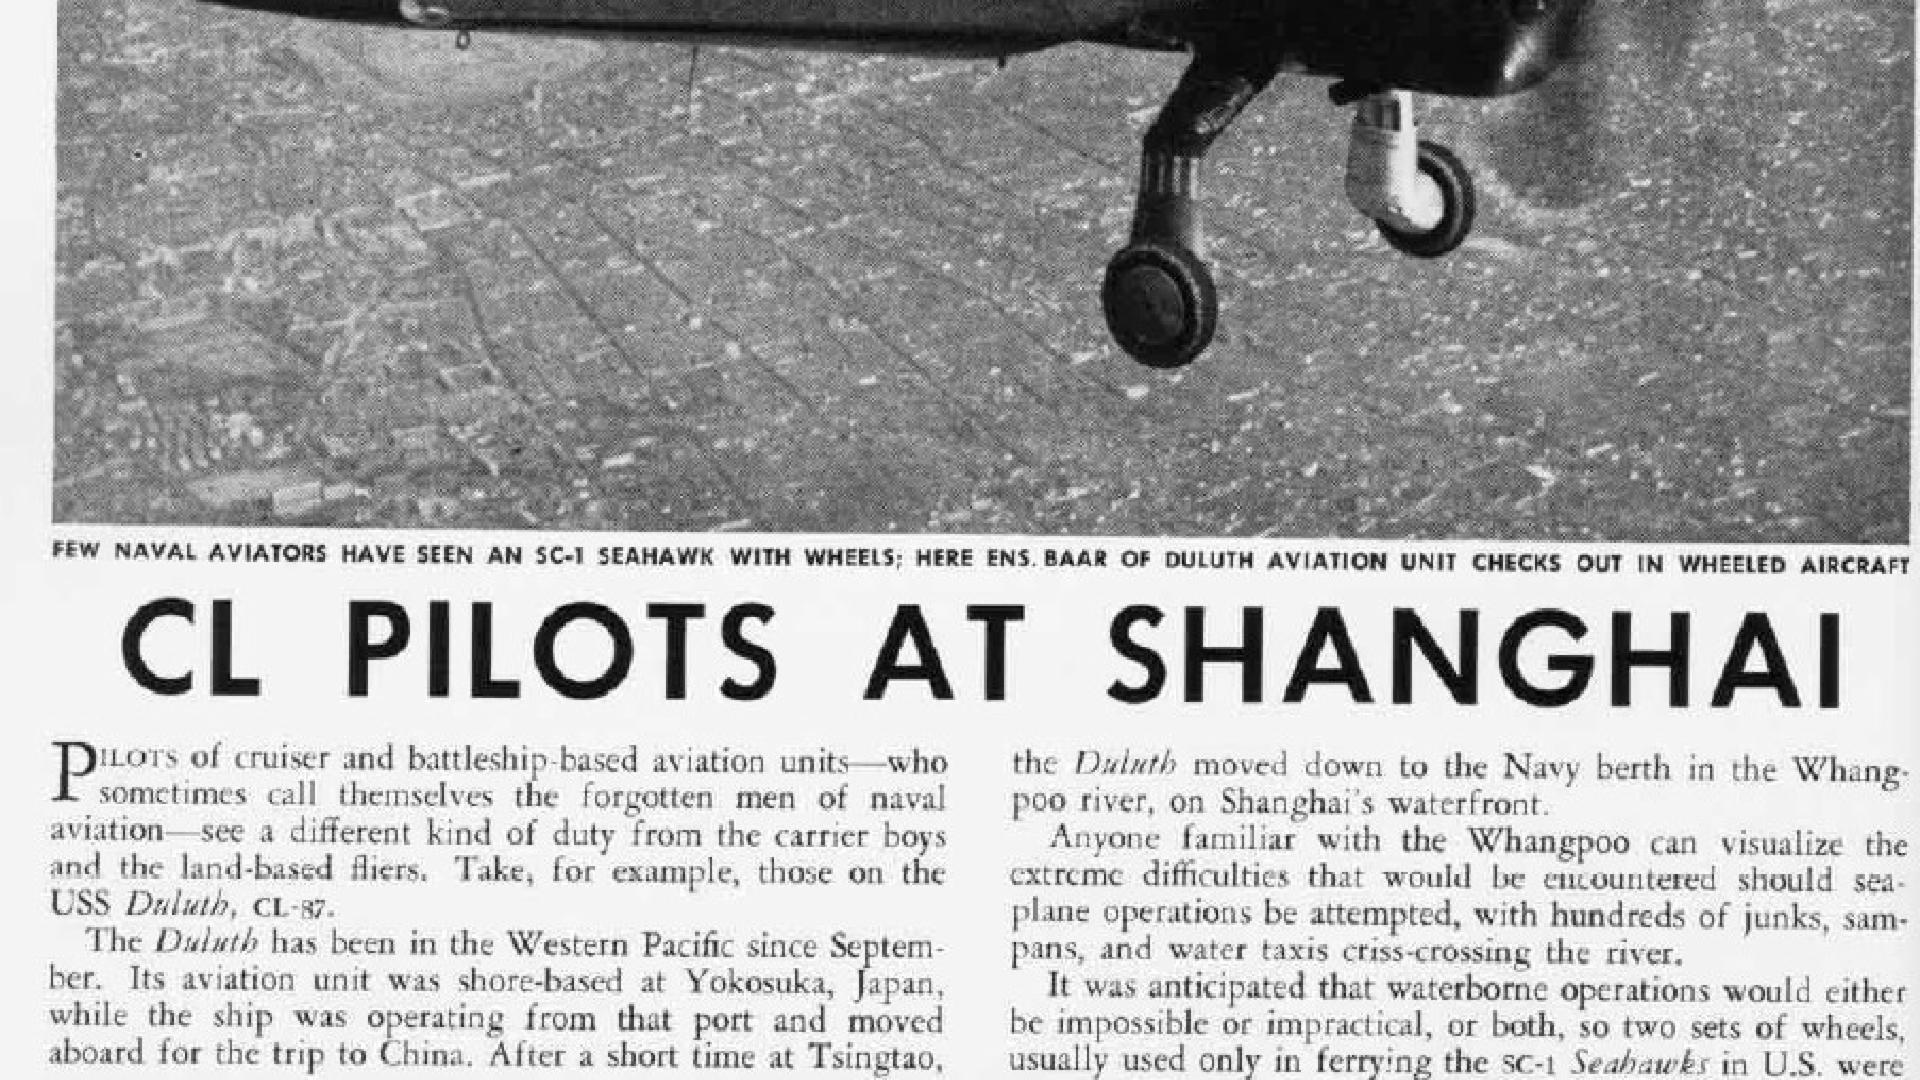 FEW NAVAL AVIATORS HAVE SEEN AN SC-1 SEAHAWK WITH WHEELS; HERE ENS. BAAR OF DULUTH AVIATION UNIT CHECKS OUT IN WHEELED AIRCRAFT
CL PILOTS AT SHANGHAI
PILOTS of cruiser and battleship-based aviation units—who
sometimes call themselves the forgotten men of naval
aviation—see a different kind of duty from the carrier boys
and the land-based fliers. Take, for example, those on the
USS Duluth, CL-87.
The Duluth has been in the Western Pacific since Septem-
ber. Its aviation unit was shore-based at Yokosuka, Japan,
while the ship was operating from that port and moved
aboard for the trip to China. After a short time at Tsingtao,
the Duluth moved down to the Navy berth in the Whang-
poo river, on Shanghai's waterfront.
Anyone familiar with the Whangpoo can visualize the
extreme difficulties that would be encountered should sea-
plane operations be attempted, with hundreds of junks, sam-
pans, and water taxis criss-crossing the river.
It was anticipated that waterborne operations would either
be impossible or impractical, or both, so two sets of wheels,
usually used only in ferrying the SC-1 Seahawks in U.S. were